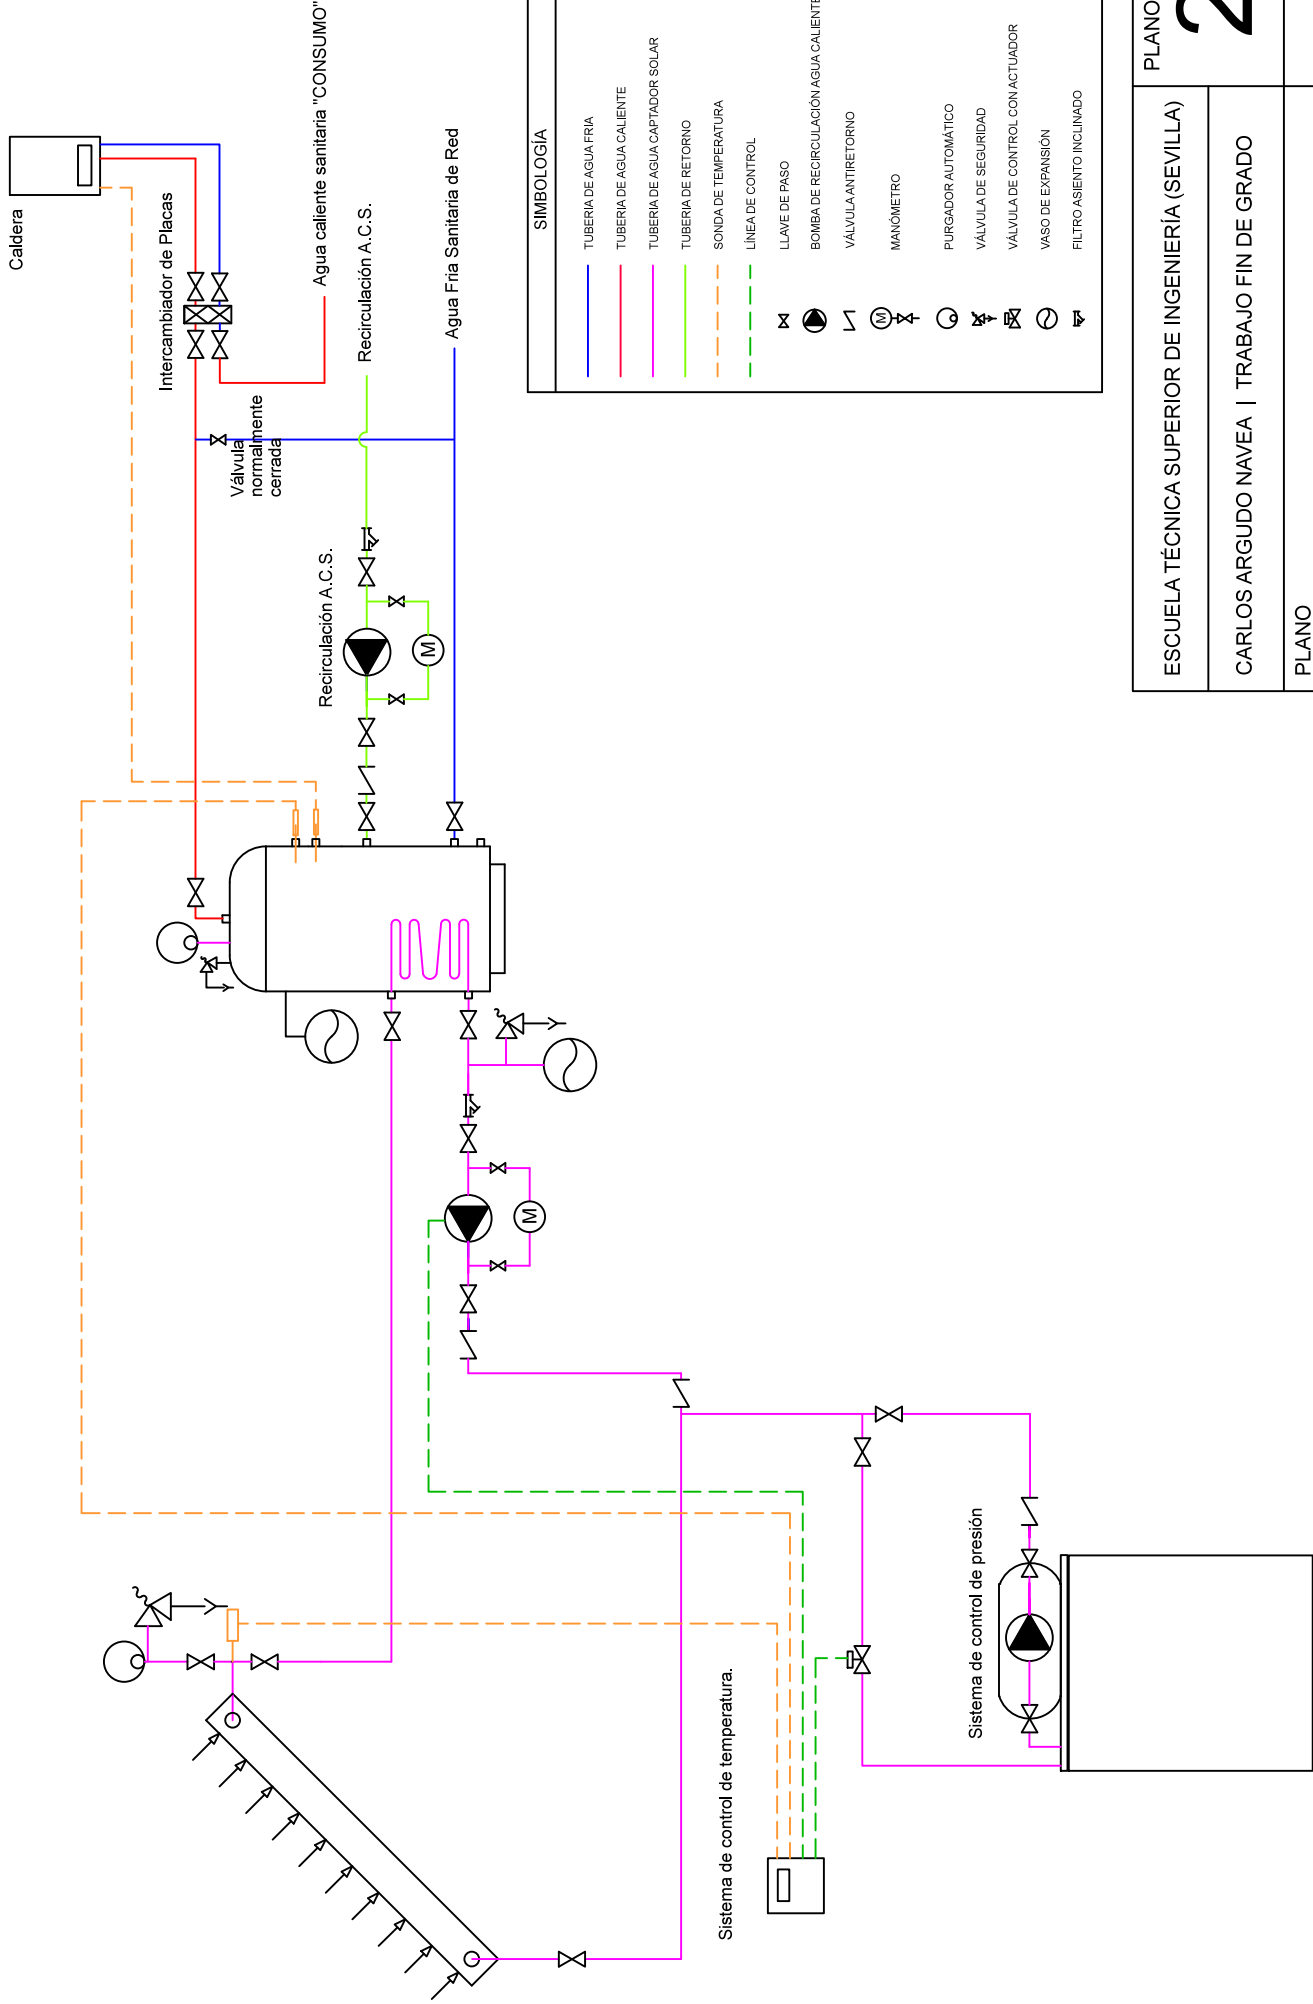 Caldera
Intercambiador de Placas
Agua caliente sanitaria "CONSUMO"
Recirculación A.C.S.
Agua Fria Sanitaria de Red
Válvula
normalmente
cerrada
Recirculación A.C.S.
M
M
Sistema de control de temperatura.
Sistema de control de presión
SIMBOLOGÍA
TUBERIA DE AGUA FRIA
TUBERIA DE AGUA CALIENTE
TUBERIA DE AGUA CAPTADOR SOLAR
TUBERIA DE RETORNO
SONDA DE TEMPERATURA
LÍNEA DE CONTROL
LLAVE DE PASO
BOMBA DE RECIRCULACIÓN AGUA CALIENTE
VÁLVULA ANTIRETORNO
M MANÓMETRO
PURGADOR AUTOMÁTICO
VÁLVULA DE SEGURIDAD
VÁLVULA DE CONTROL CON ACTUADOR
VASO DE EXPANSIÓN
FILTRO ASIENTO INCLINADO
ESCUELA TÉCNICA SUPERIOR DE INGENIERÍA (SEVILLA)
CARLOS ARGUDO NAVEA | TRABAJO FIN DE GRADO
PLANO
PLANO
2